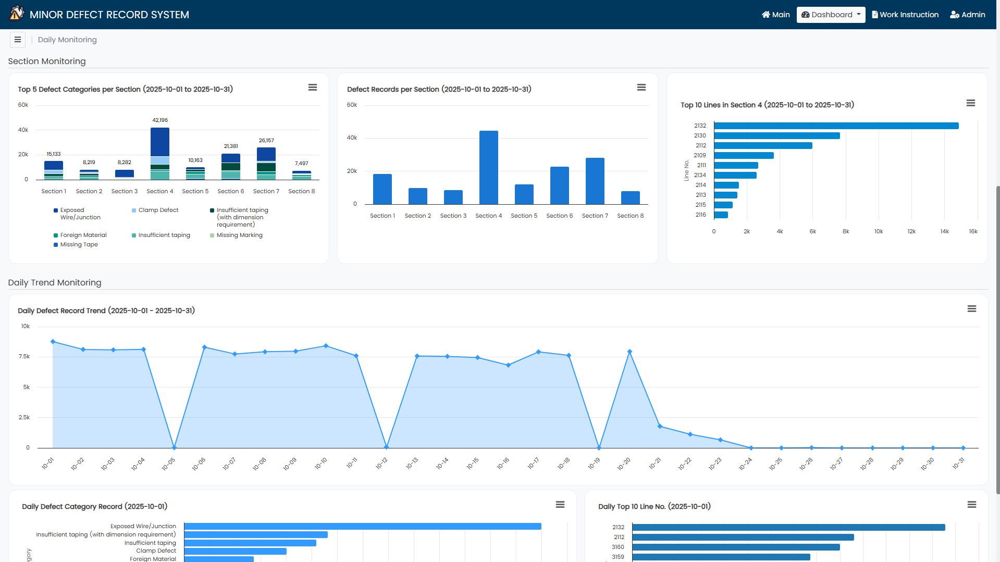 MINOR DEFECT RECORD SYSTEM
Main
Dashboard
Work Instruction
Admin
Daily Monitoring
Section Monitoring
Top 5 Defect Categories per Section (2025-10-01 to 2025-10-31)
60k
40k
20k
0
15,133
8,219
8,282
42,196
10,163
21,381
26,157
7,497
Section 1
Section 2
Section 3
Section 4
Section 5
Section 6
Section 7
Section 8
Exposed
Wire/Junction
Clamp Defect
Insufficient taping
(with dimension
requirement)
Foreign Material
Insufficient taping
Missing Marking
Missing Tape
Defect Records per Section (2025-10-01 to 2025-10-31)
60k
40k
20k
0
Section 1
Section 2
Section 3
Section 4
Section 5
Section 6
Section 7
Section 8
Top 10 Lines in Section 4 (2025-10-01 to 2025-10-31)
Line No.
2132
2130
2112
2109
2111
2134
2114
2113
2115
2116
0
2k
4k
6k
8k
10k
12k
14k
16k
Daily Trend Monitoring
Daily Defect Record Trend (2025-10-01 - 2025-10-31)
10k
7.5k
5k
2.5k
0
10-01
10-02
10-03
10-04
10-05
10-06
10-07
10-08
10-09
10-10
10-11
10-12
10-13
10-14
10-15
10-16
10-17
10-18
10-19
10-20
10-21
10-22
10-23
10-24
10-25
10-26
10-27
10-28
10-29
10-30
10-31
Daily Defect Category Record (2025-10-01)
Exposed Wire/Junction
Insufficient taping (with dimension requirement)
Insufficient taping
Clamp Defect
Foreign Material
Daily Top 10 Line No. (2025-10-01)
2132
2112
3160
3159